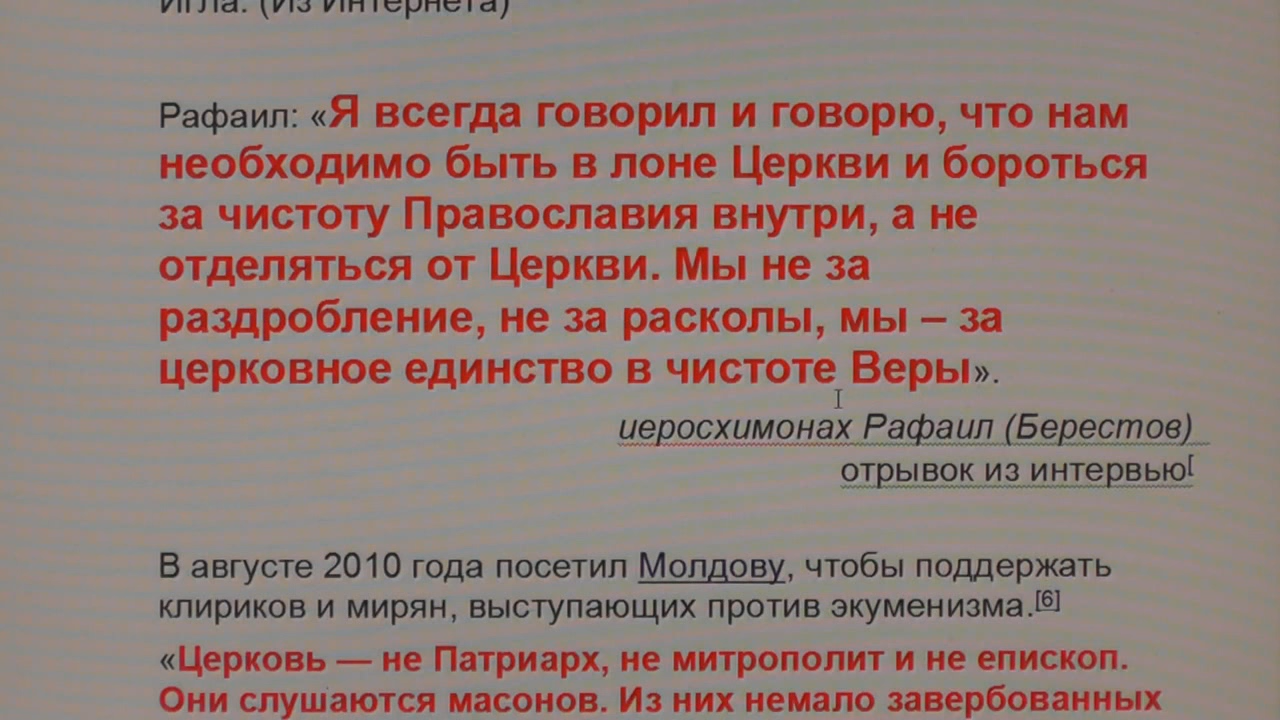 Игла. (Из Интернета)
Рафаил: «Я всегда говорил и говорю, что нам
необходимо быть в лоне Церкви и бороться
за чистоту Православия внутри, а не
отделяться от Церкви. Мы не за
раздробление, не за расколы, мы – за
церковное единство в чистоте Веры».
иеросхимонах Рафаил (Берестов)
отрывок из интервью[
В августе 2010 года посетил Молдову, чтобы поддержать
клириков и мирян, выступающих против экуменизма.[6]
«Церковь — не Патриарх, не митрополит и не епископ.
Они слушаются масонов. Из них немало завербованных